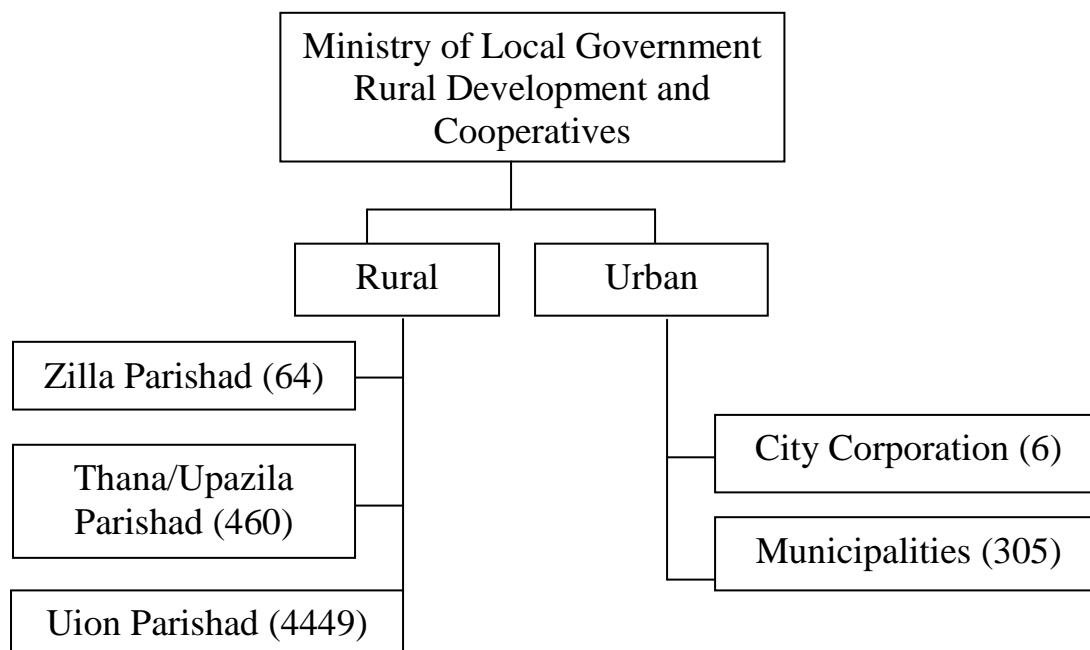 Ministry of Local Government
Rural Development and
Cooperatives
Rural
Urban
Zilla Parishad (64)
Thana/Upazila
Parishad (460)
Uion Parishad (4449)
City Corporation (6)
Municipalities (305)